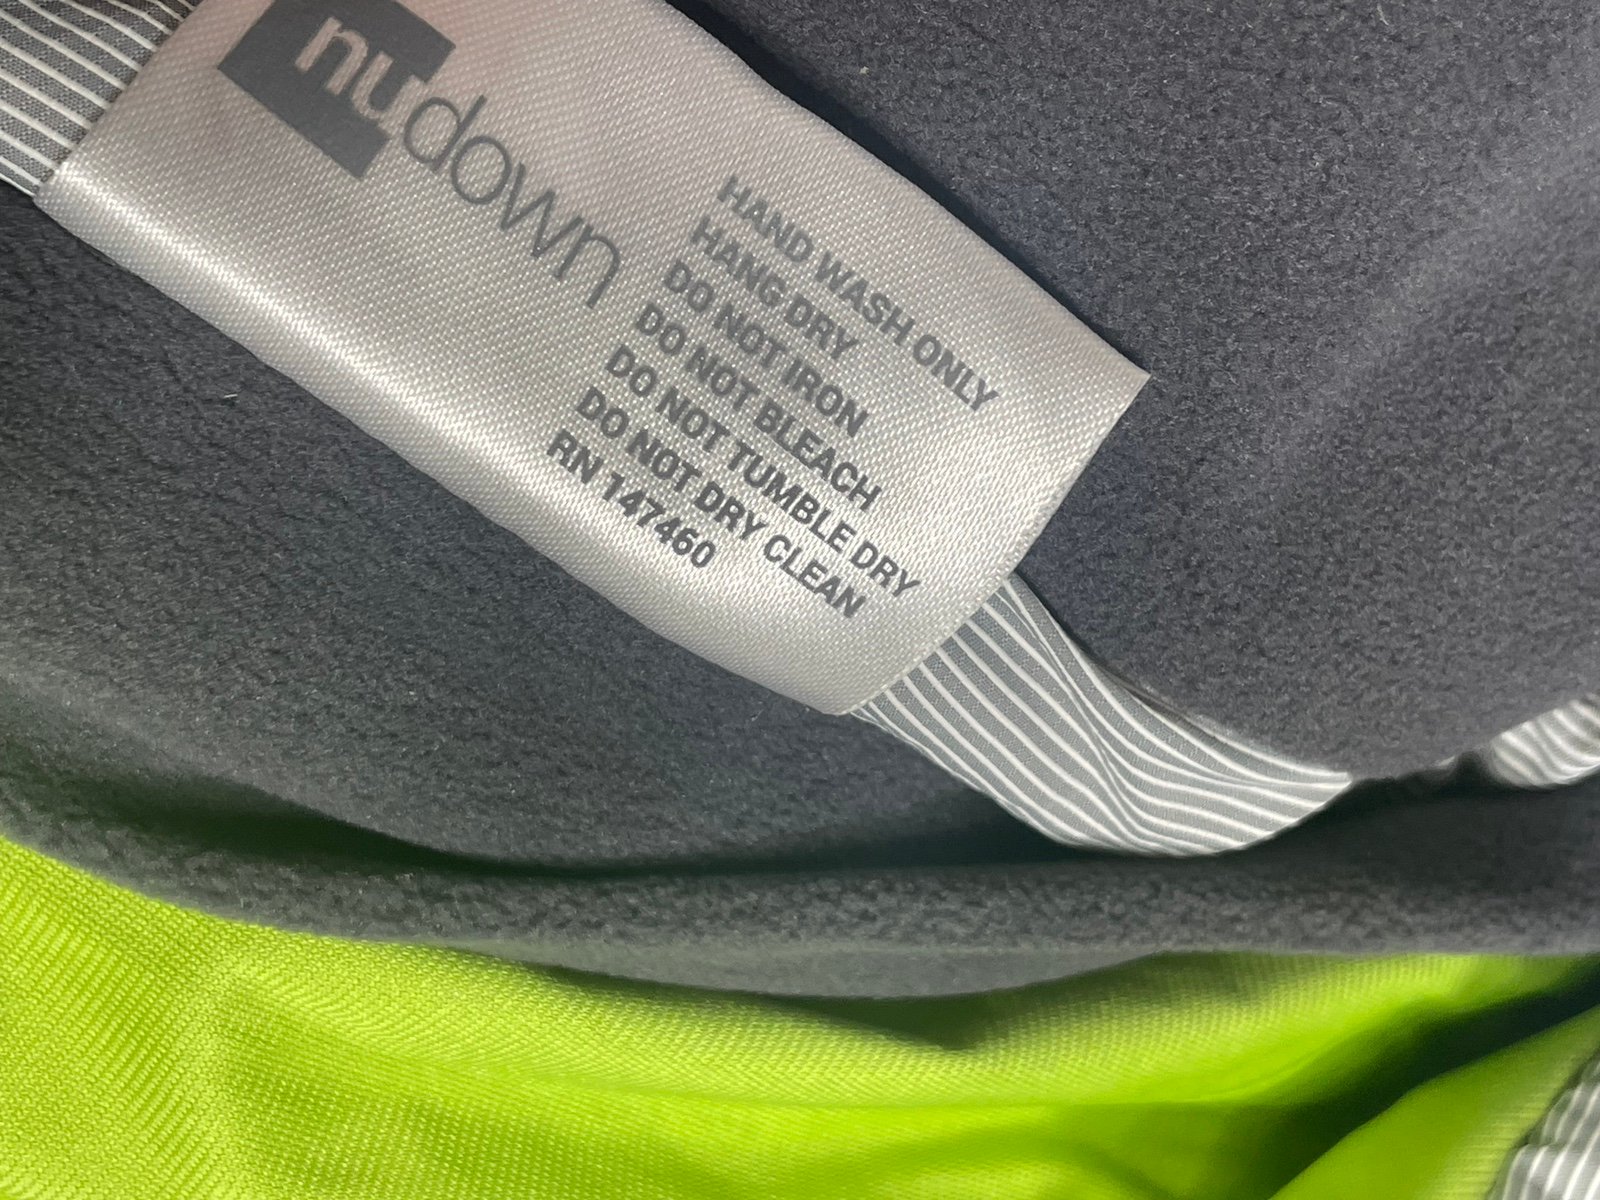 nudown
HAND WASH ONLY
HANG DRY
DO NOT IRON
DO NOT BLEACH
DO NOT TUMBLE DRY
DO NOT DRY CLEAN
RN 147460